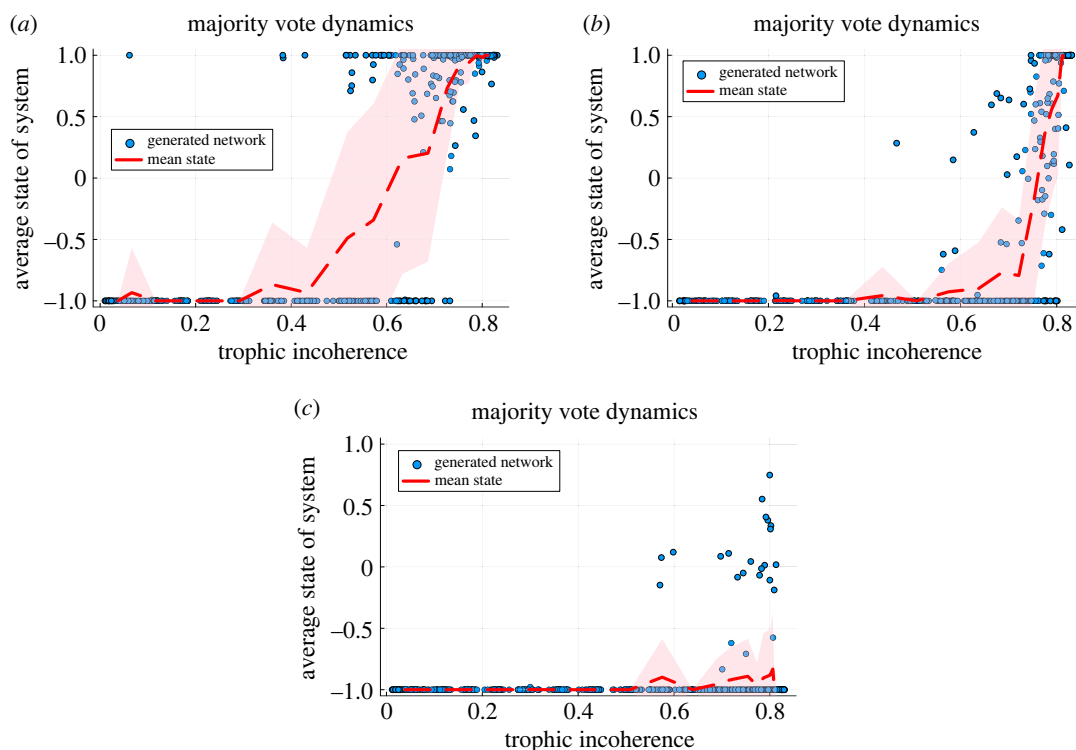 (a)
majority vote dynamics
1.0
0.5
0
–0.5
–1.0
average state of system
generated network
mean state
0 0.2 0.4 0.6 0.8
trophic incoherence
(b)
majority vote dynamics
1.0
0.5
0
–0.5
–1.0
average state of system
generated network
mean state
0 0.2 0.4 0.6 0.8
trophic incoherence
(c)
majority vote dynamics
1.0
0.5
0
–0.5
–1.0
average state of system
generated network
mean state
0 0.2 0.4 0.6 0.8
trophic incoherence